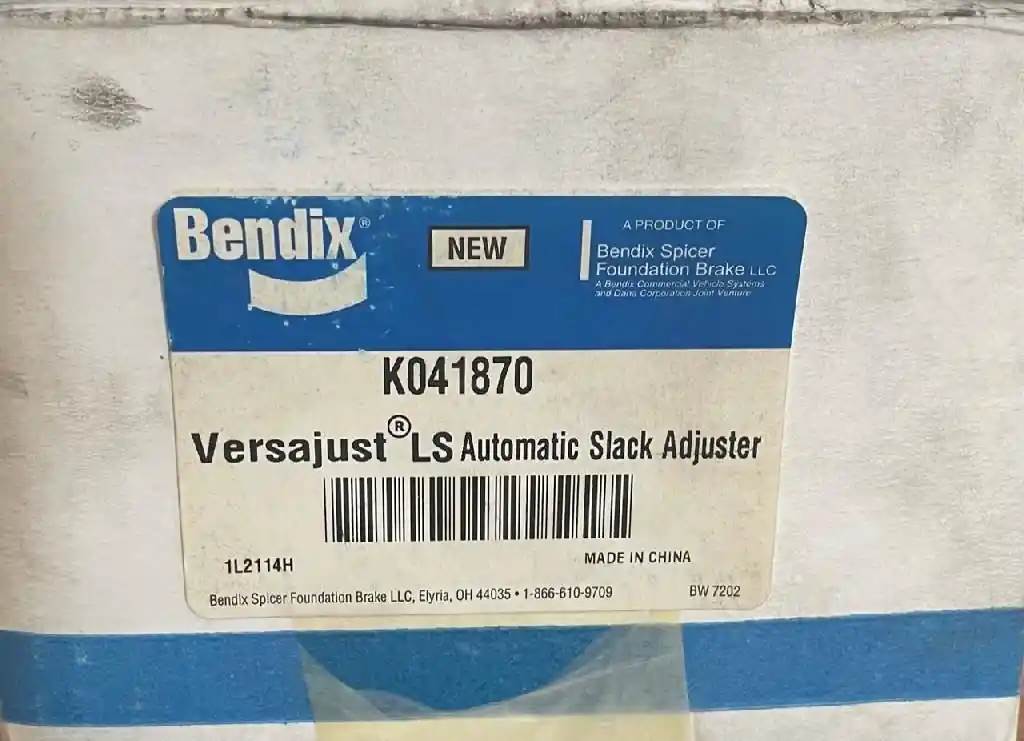 Bendix®
NEW
A PRODUCT OF
Bendix Spicer
Foundation Brake LLC
A Bendix Commercial Vehicle Systems
and Dana Corporation Joint Venture
K041870
Versajust® LS Automatic Slack Adjuster
1L2114H
MADE IN CHINA
Bendix Spicer Foundation Brake LLC, Elyria, OH 44035 • 1-866-610-9709
BW 7202